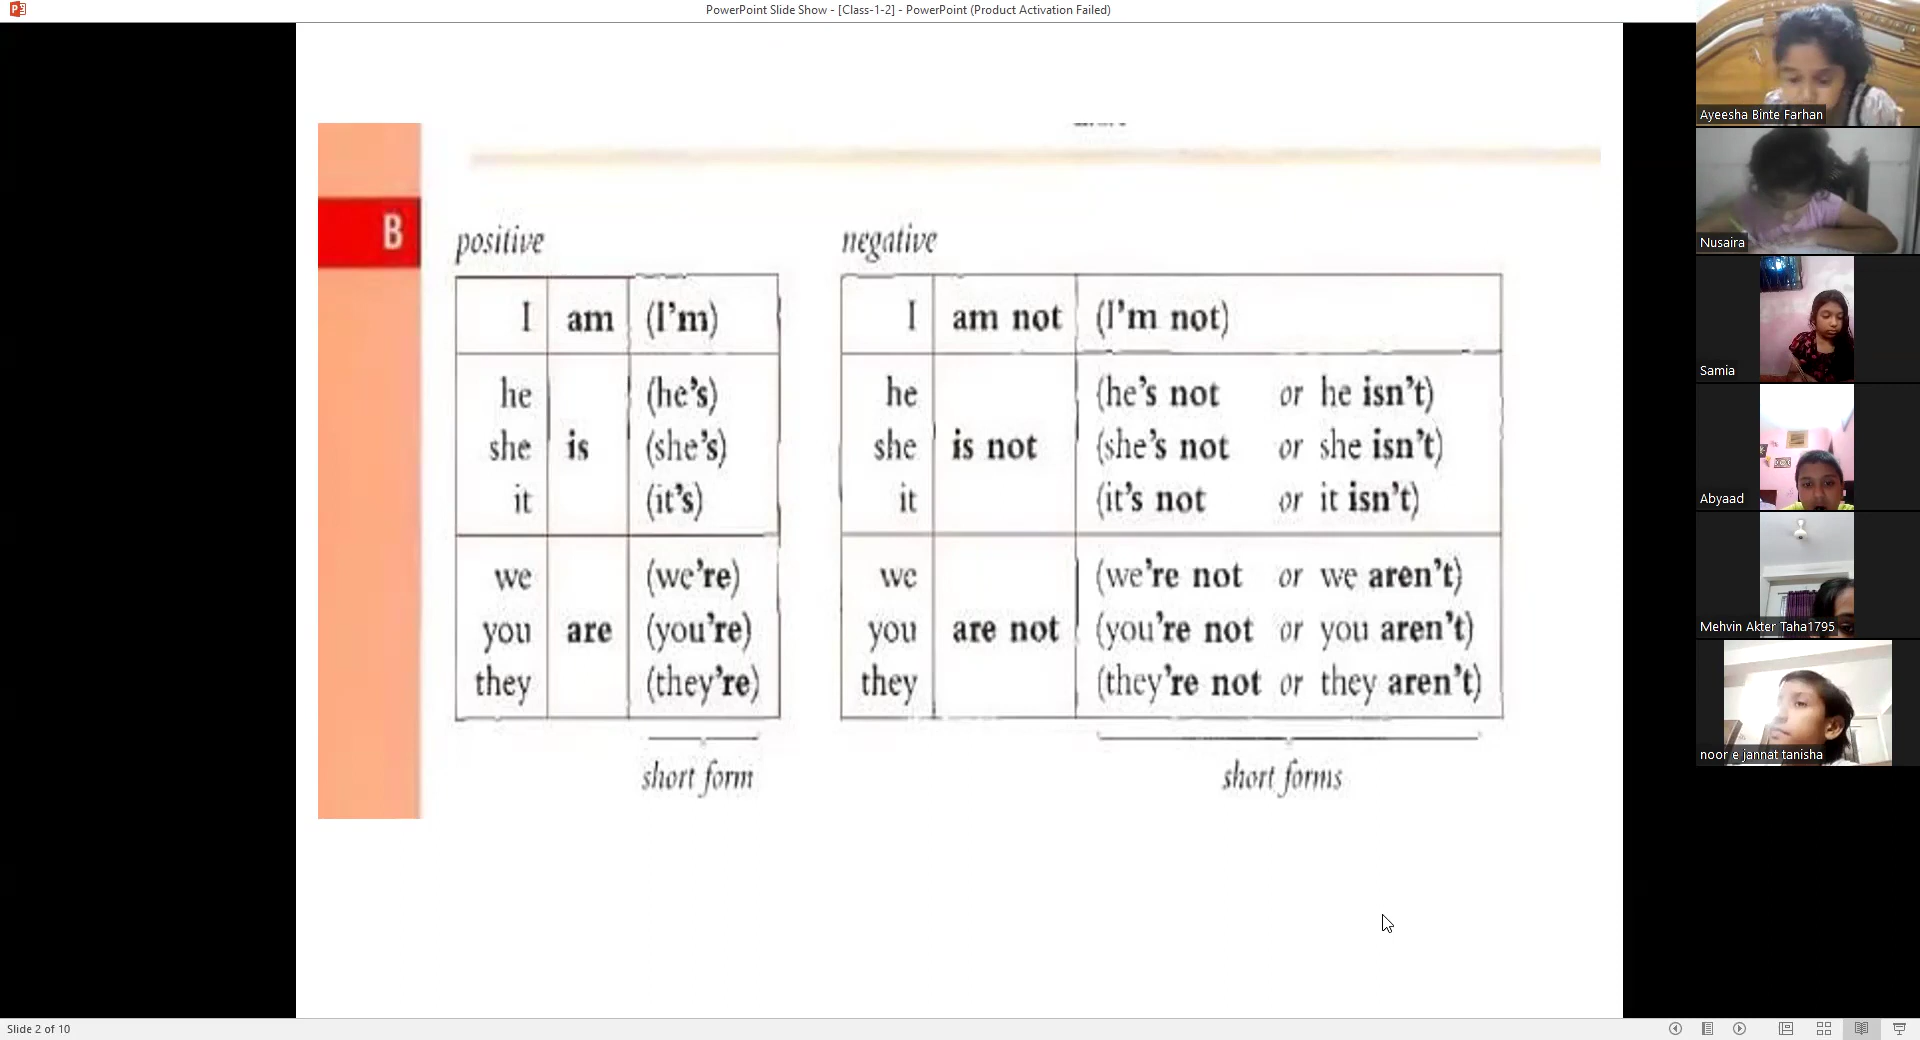 PowerPoint Slide Show - [Class-1-2] - PowerPoint (Product Activation Failed)
B
positive
I am (I'm)
he (he's)
she is (she's)
it (it's)
we (we're)
you are (you're)
they (they're)
short form
negative
I am not (I'm not)
he (he's not or he isn't)
she is not (she's not or she isn't)
it (it's not or it isn't)
we (we're not or we aren't)
you are not (you're not or you aren't)
they (they're not or they aren't)
short forms
Ayeesha Binte Farhan
Nusaira
Samia
Abyaad
Mehvin Akter Taha1795
noor e jannat tanisha
Slide 2 of 10